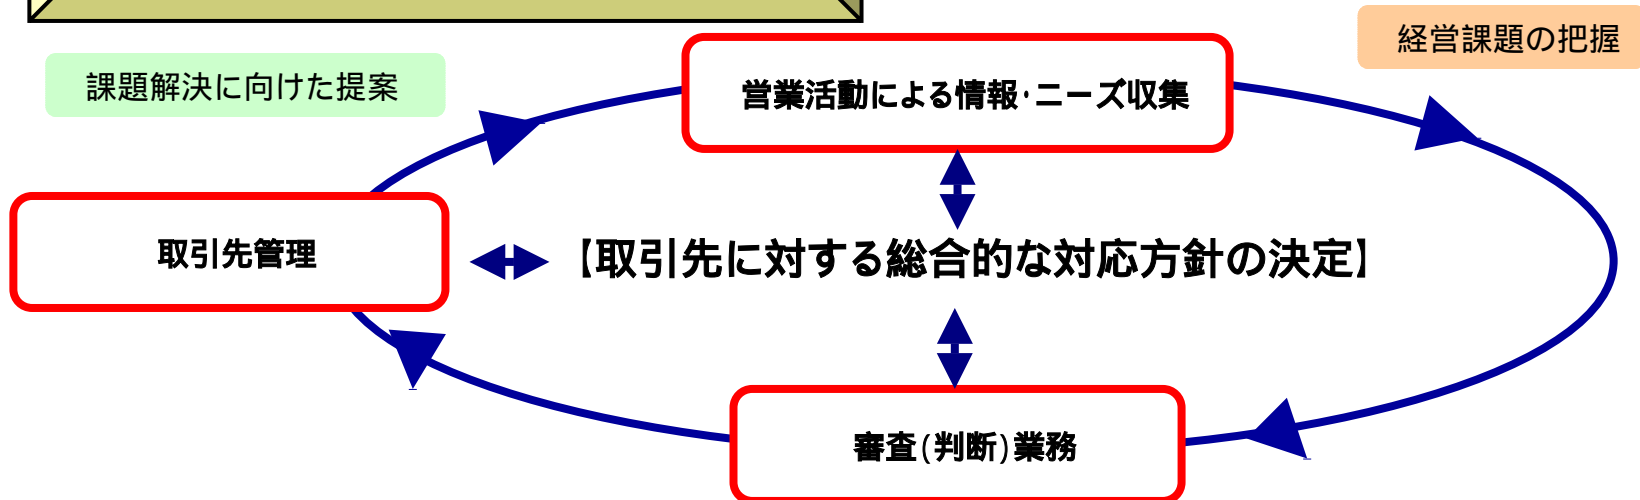 経営課題の把握
課題解決に向けた提案
営業活動による情報･ニーズ収集
取引先管理
【取引先に対する総合的な対応方針の決定】
審査(判断)業務